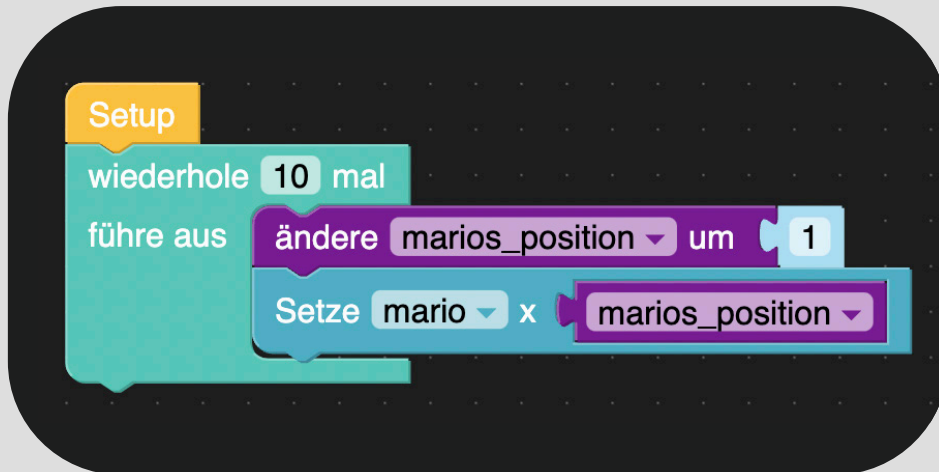 Setup
wiederhole 10 mal
führe aus ändere marios_position um 1
Setze mario x marios_position